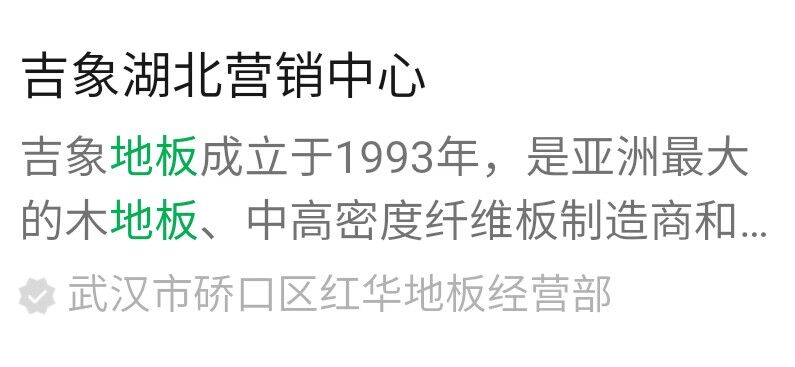 吉象湖北营销中心
吉象地板成立于1993年，是亚洲最大
的木地板、中高密度纤维板制造商和...
武汉市硚口区红华地板经营部